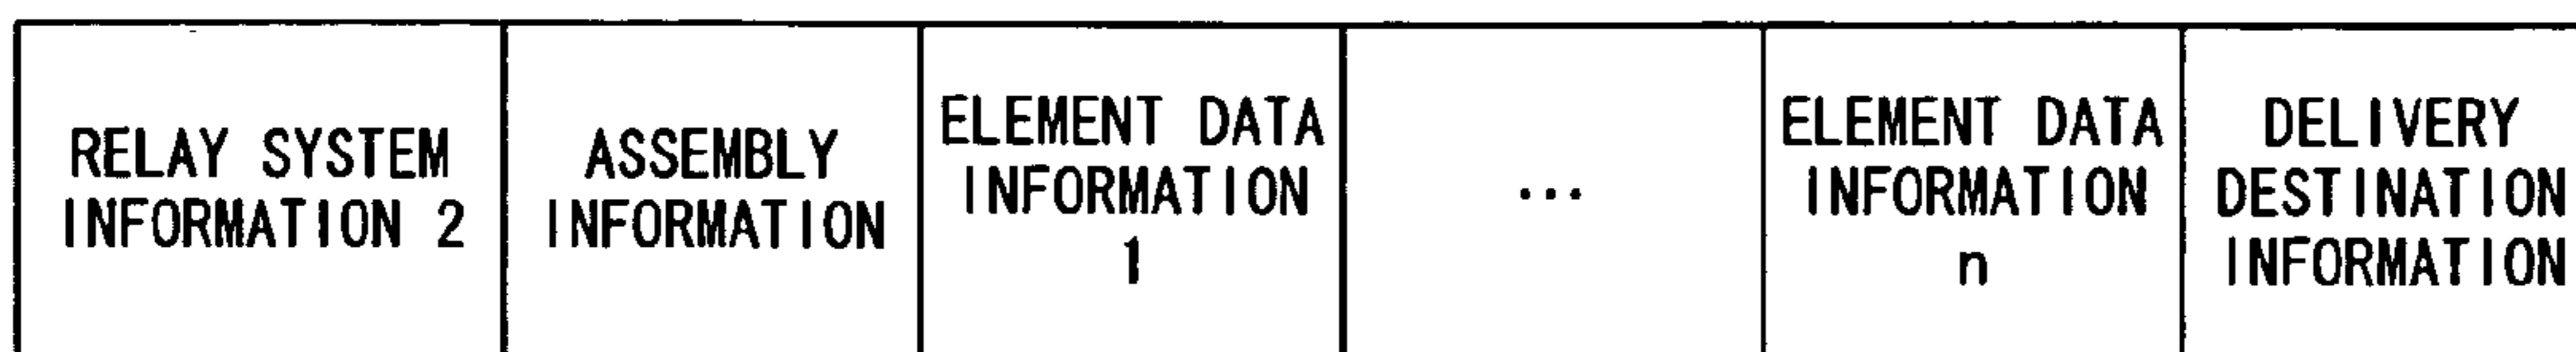 RELAY SYSTEM
INFORMATION 2
ASSEMBLY
INFORMATION
ELEMENT DATA
INFORMATION
1
...
ELEMENT DATA
INFORMATION
n
DELIVERY
DESTINATION
INFORMATION